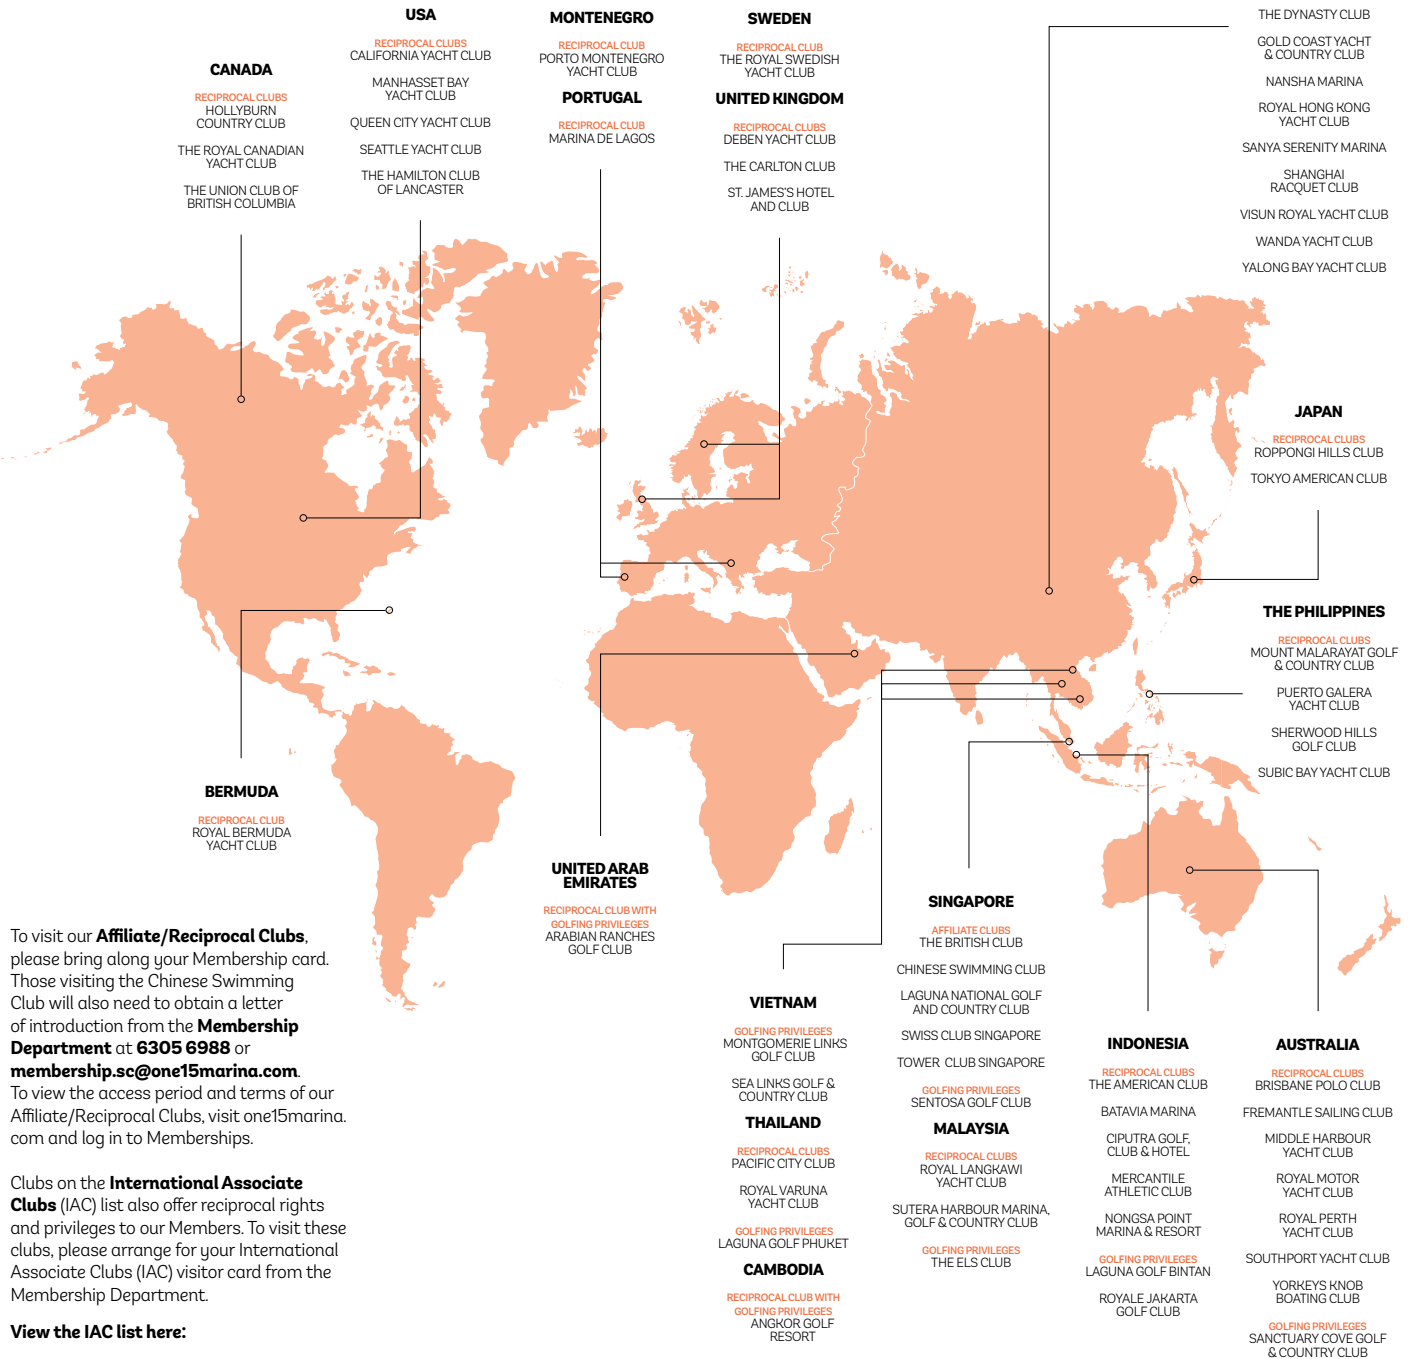 CANADA
RECIPROCAL CLUBS
HOLLYBURN
COUNTRY CLUB
THE ROYAL CANADIAN
YACHT CLUB
THE UNION CLUB OF
BRITISH COLUMBIA
USA
RECIPROCAL CLUBS
CALIFORNIA YACHT CLUB
MANHASSET BAY
YACHT CLUB
QUEEN CITY YACHT CLUB
SEATTLE YACHT CLUB
THE HAMILTON CLUB
OF LANCASTER
MONTENEGRO
RECIPROCAL CLUB
PORTO MONTENEGRO
YACHT CLUB
PORTUGAL
RECIPROCAL CLUB
MARINA DE LAGOS
SWEDEN
RECIPROCAL CLUB
THE ROYAL SWEDISH
YACHT CLUB
UNITED KINGDOM
RECIPROCAL CLUBS
DEBEN YACHT CLUB
THE CARLTON CLUB
ST. JAMES'S HOTEL
AND CLUB
THE DYNASTY CLUB
GOLD COAST YACHT
& COUNTRY CLUB
NANSHA MARINA
ROYAL HONG KONG
YACHT CLUB
SANYA SERENITY MARINA
SHANGHAI
RACQUET CLUB
VISUN ROYAL YACHT CLUB
WANDA YACHT CLUB
YALONG BAY YACHT CLUB
JAPAN
RECIPROCAL CLUBS
ROPPONGI HILLS CLUB
TOKYO AMERICAN CLUB
THE PHILIPPINES
RECIPROCAL CLUBS
MOUNT MALARAYAT GOLF
& COUNTRY CLUB
PUERTO GALERA
YACHT CLUB
SHERWOOD HILLS
GOLF CLUB
SUBIC BAY YACHT CLUB
BERMUDA
RECIPROCAL CLUB
ROYAL BERMUDA
YACHT CLUB
UNITED ARAB
EMIRATES
RECIPROCAL CLUB WITH
GOLFING PRIVILEGES
ARABIAN RANCHES
GOLF CLUB
VIETNAM
GOLFING PRIVILEGES
MONTGOMERIE LINKS
GOLF CLUB
SEA LINKS GOLF &
COUNTRY CLUB
THAILAND
RECIPROCAL CLUBS
PACIFIC CITY CLUB
ROYAL VARUNA
YACHT CLUB
GOLFING PRIVILEGES
LAGUNA GOLF PHUKET
CAMBODIA
RECIPROCAL CLUB WITH
GOLFING PRIVILEGES
ANGKOR GOLF
RESORT
SINGAPORE
AFFILIATE CLUBS
THE BRITISH CLUB
CHINESE SWIMMING CLUB
LAGUNA NATIONAL GOLF
AND COUNTRY CLUB
SWISS CLUB SINGAPORE
TOWER CLUB SINGAPORE
GOLFING PRIVILEGES
SENTOSA GOLF CLUB
MALAYSIA
RECIPROCAL CLUBS
ROYAL LANGKAWI
YACHT CLUB
SUTERA HARBOUR MARINA,
GOLF & COUNTRY CLUB
GOLFING PRIVILEGES
THE ELS CLUB
INDONESIA
RECIPROCAL CLUBS
THE AMERICAN CLUB
BATAVIA MARINA
CIPUTRA GOLF,
CLUB & HOTEL
MERCANTILE
ATHLETIC CLUB
NONGSA POINT
MARINA & RESORT
GOLFING PRIVILEGES
LAGUNA GOLF BINTAN
ROYALE JAKARTA
GOLF CLUB
AUSTRALIA
RECIPROCAL CLUBS
BRISBANE POLO CLUB
FREMANTLE SAILING CLUB
MIDDLE HARBOUR
YACHT CLUB
ROYAL MOTOR
YACHT CLUB
ROYAL PERTH
YACHT CLUB
SOUTHPORT YACHT CLUB
YORKEYS KNOB
BOATING CLUB
GOLFING PRIVILEGES
SANCTUARY COVE GOLF
& COUNTRY CLUB
To visit our Affiliate/Reciprocal Clubs,
please bring along your Membership card.
Those visiting the Chinese Swimming
Club will also need to obtain a letter
of introduction from the Membership
Department at 6305 6988 or
membership.sc@one15marina.com.
To view the access period and terms of our
Affiliate/Reciprocal Clubs, visit one15marina.
com and log in to Memberships.
Clubs on the International Associate
Clubs (IAC) list also offer reciprocal rights
and privileges to our Members. To visit these
clubs, please arrange for your International
Associate Clubs (IAC) visitor card from the
Membership Department.
View the IAC list here: